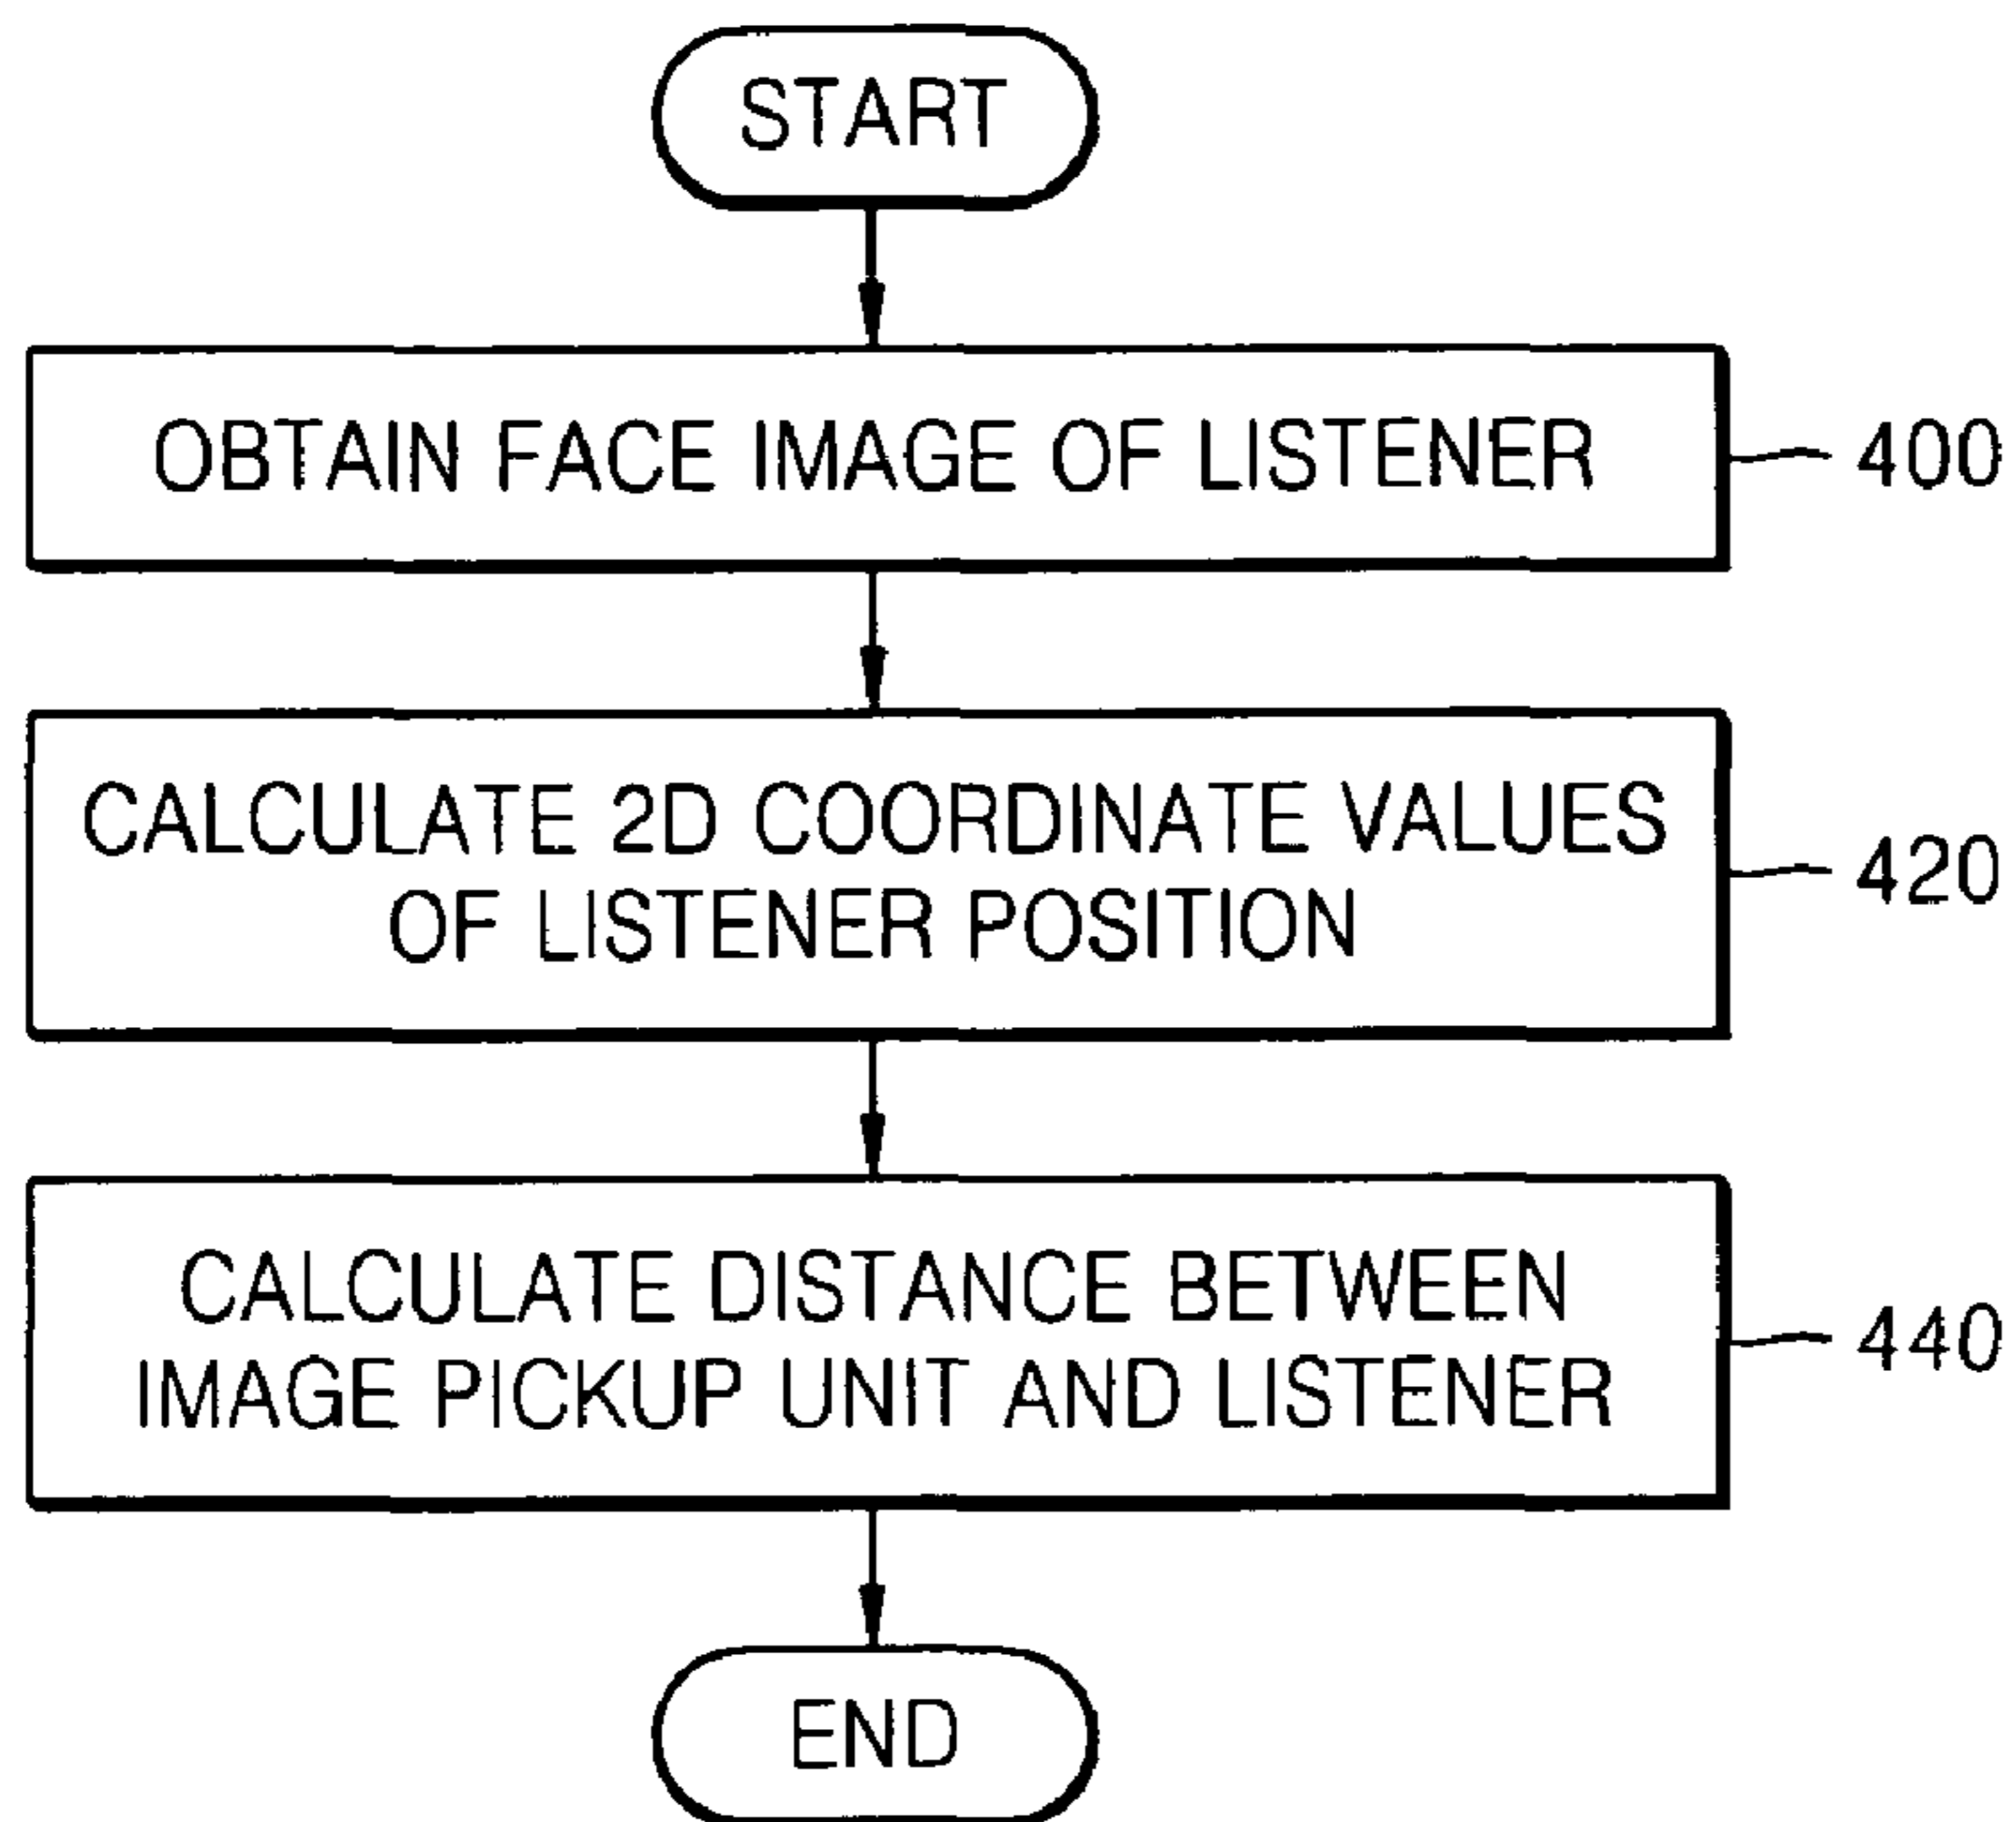 START
OBTAIN FACE IMAGE OF LISTENER
400
CALCULATE 2D COORDINATE VALUES
OF LISTENER POSITION
420
CALCULATE DISTANCE BETWEEN
IMAGE PICKUP UNIT AND LISTENER
440
END